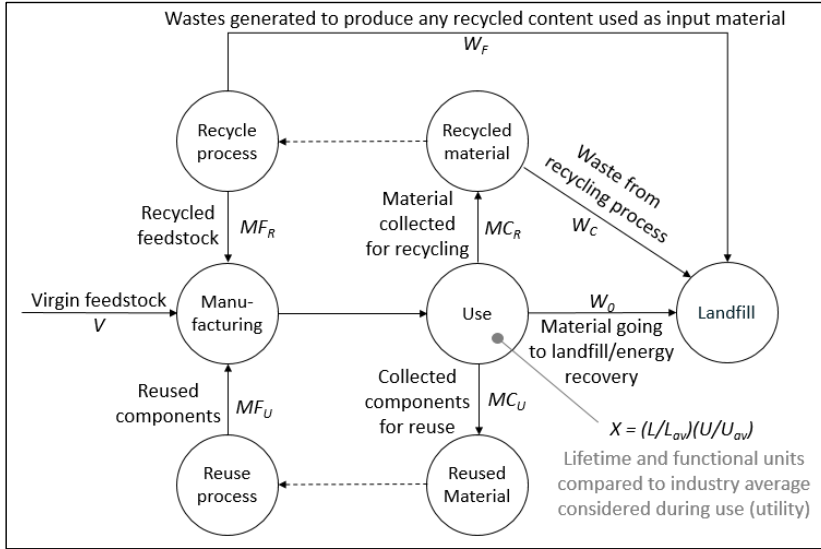 Wastes generated to produce any recycled content used as input material
W_F
Recycle
process
Recycled
material
Waste from
recycling process
W_C
Recycled
feedstock
MF_R
Material
collected
for recycling
MC_R
Virgin feedstock
V
Manu-
facturing
Use
W_0
Material going
to landfill/energy
recovery
Landfill
Reused
components
MF_U
Collected
components
for reuse
MC_U
X = (L/L_av)(U/U_av)
Lifetime and functional units
compared to industry average
considered during use (utility)
Reuse
process
Reused
Material